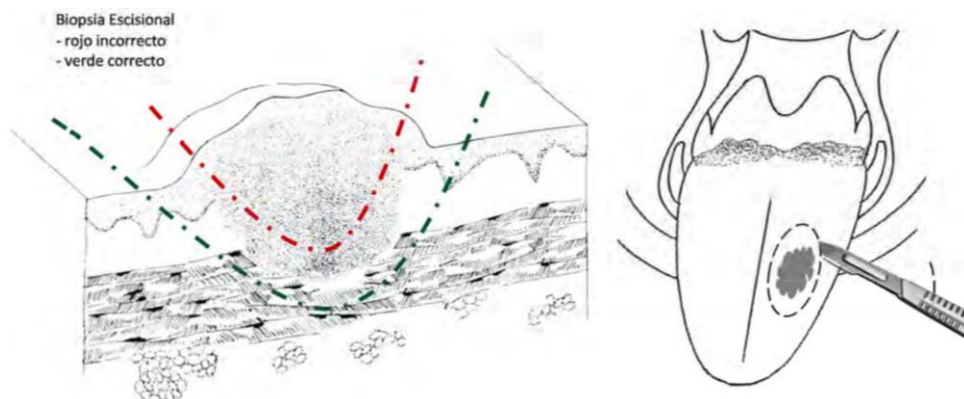 Biopsia Escisional
- rojo incorrecto
- verde correcto